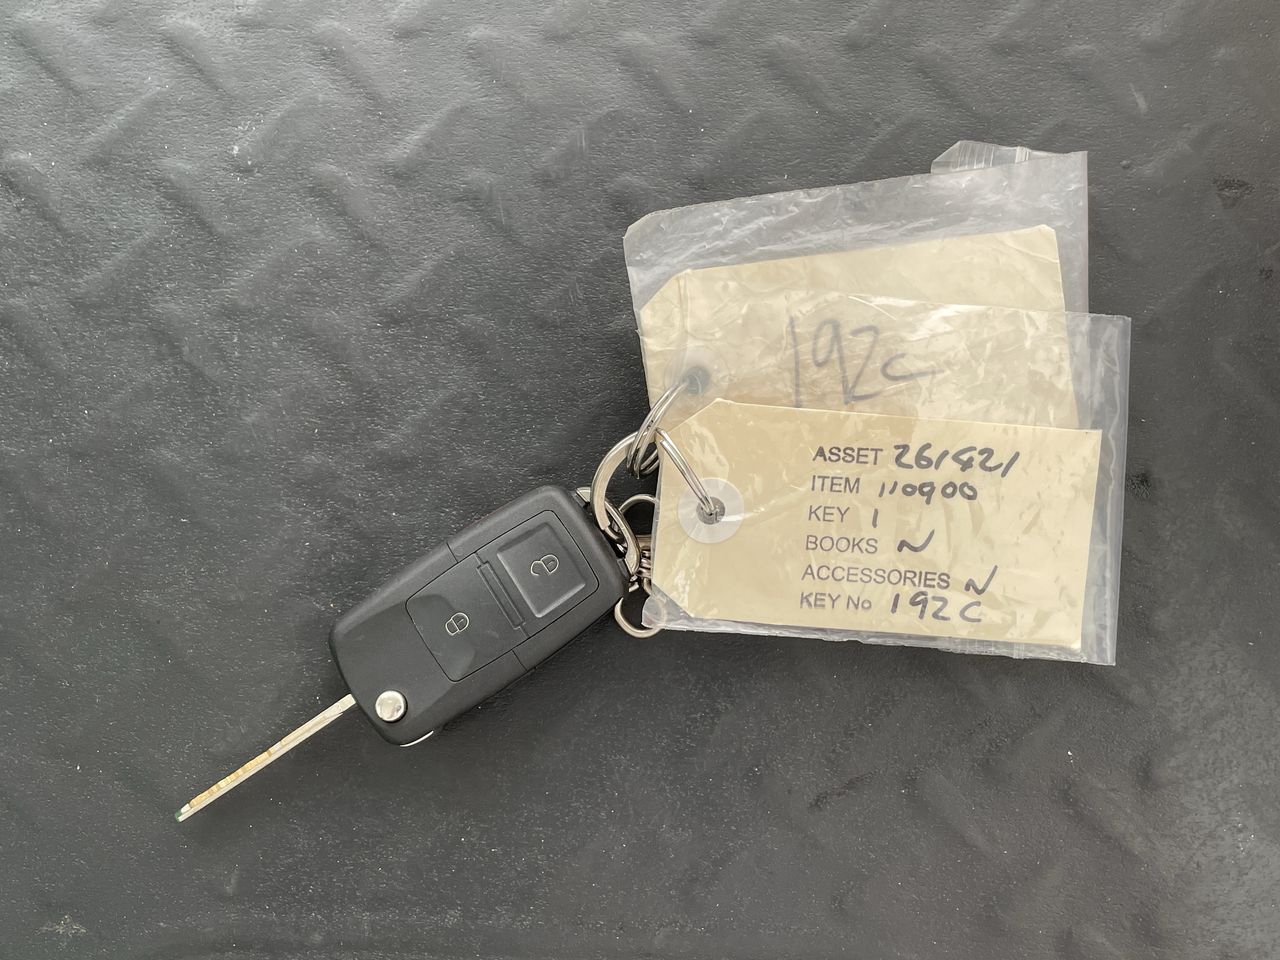 192c
ASSET 261421
ITEM 110900
KEY 1
BOOKS N
ACCESSORIES N
KEY No 192C